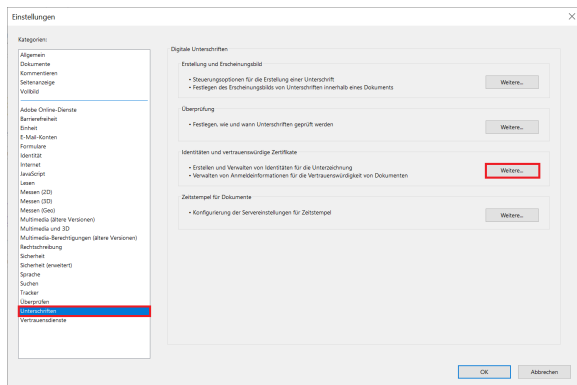 Einstellungen
Kategorien:
Allgemein
Dokumente
Kommentieren
Seitenanzeige
Vollbild
Adobe Online-Dienste
Barrierefreiheit
Einheit
E-Mail-Konten
Formulare
Identität
Internet
JavaScript
Lesen
Messen (2D)
Messen (3D)
Messen (Geo)
Multimedia (ältere Versionen)
Multimedia und 3D
Multimedia-Berechtigungen (ältere Versionen)
Rechtschreibung
Sicherheit
Sicherheit (erweitert)
Sprache
Suchen
Tracker
Überprüfen
Unterschriften
Vertrauensdienste
Digitale Unterschriften
Erstellung und Erscheinungsbild
• Steuerungsoptionen für die Erstellung einer Unterschrift
• Festlegen des Erscheinungsbilds von Unterschriften innerhalb eines Dokuments
Weitere...
Überprüfung
• Festlegen, wie und wann Unterschriften geprüft werden
Weitere...
Identitäten und vertrauenswürdige Zertifikate
• Erstellen und Verwalten von Identitäten für die Unterzeichnung
• Verwalten von Anmeldeinformationen für die Vertrauenswürdigkeit von Dokumenten
Weitere...
Zeitstempel für Dokumente
• Konfigurierung der Servereinstellungen für Zeitstempel
Weitere...
OK
Abbrechen